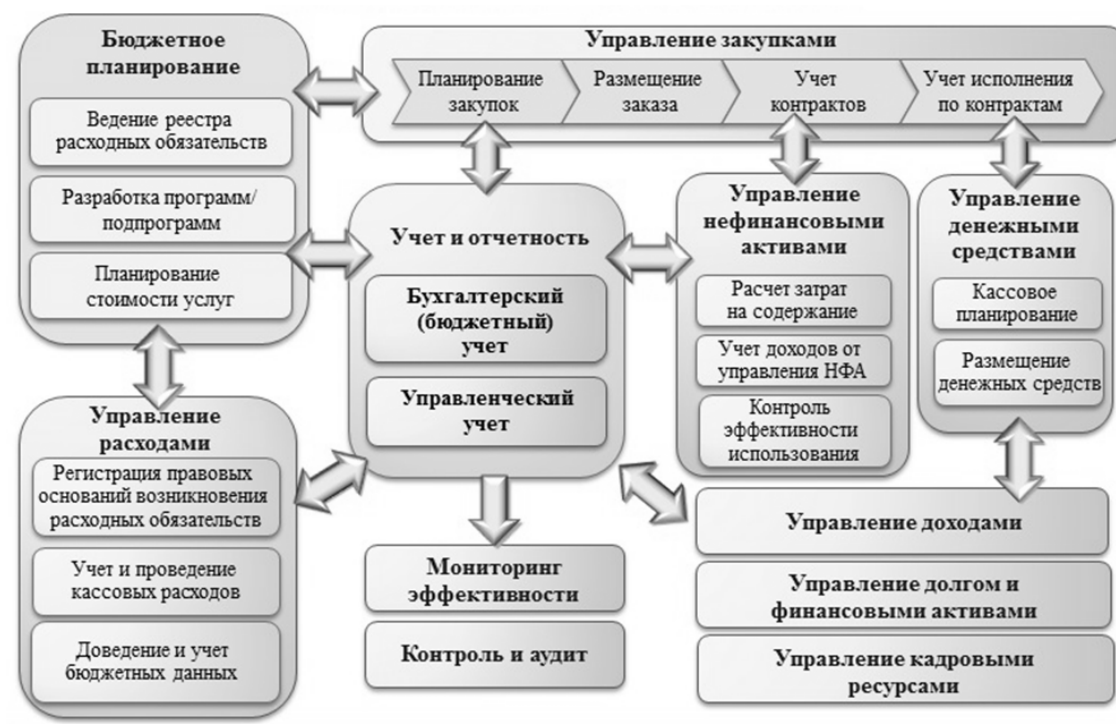 Бюджетное
планирование
Ведение реестра
расходных обязательств
Разработка программ/
подпрограмм
Планирование
стоимости услуг
Управление закупками
Планирование
закупок
Размещение
заказа
Учет
контрактов
Учет исполнения
по контрактам
Учет и отчетность
Бухгалтерский
(бюджетный)
учет
Управленческий
учет
Управление
нефинансовыми
активами
Расчет затрат
на содержание
Учет доходов от
управления НФА
Контроль
эффективности
использования
Управление
денежными
средствами
Кассовое
планирование
Размещение
денежных средств
Управление
расходами
Регистрация правовых
оснований возникновения
расходных обязательств
Учет и проведение
кассовых расходов
Доведение и учет
бюджетных данных
Мониторинг
эффективности
Контроль и аудит
Управление доходами
Управление долгом и
финансовыми активами
Управление кадровыми
ресурсами